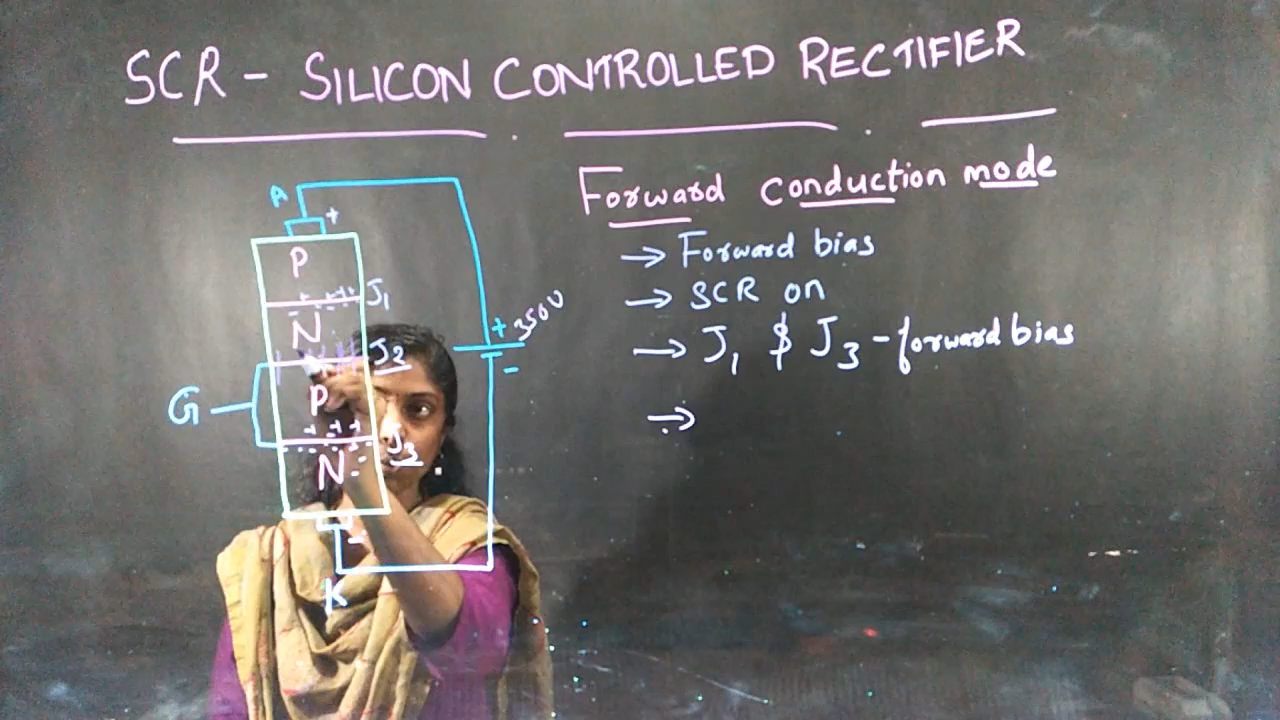 SCR - SILICON CONTROLLED RECTIFIER
Forward conduction mode
→ Forward bias
→ SCR on
→ J1 & J3 - forward bias
→
A
+
P
J1
N
J2
G
P
J3
N
-
K
+ 350V
-